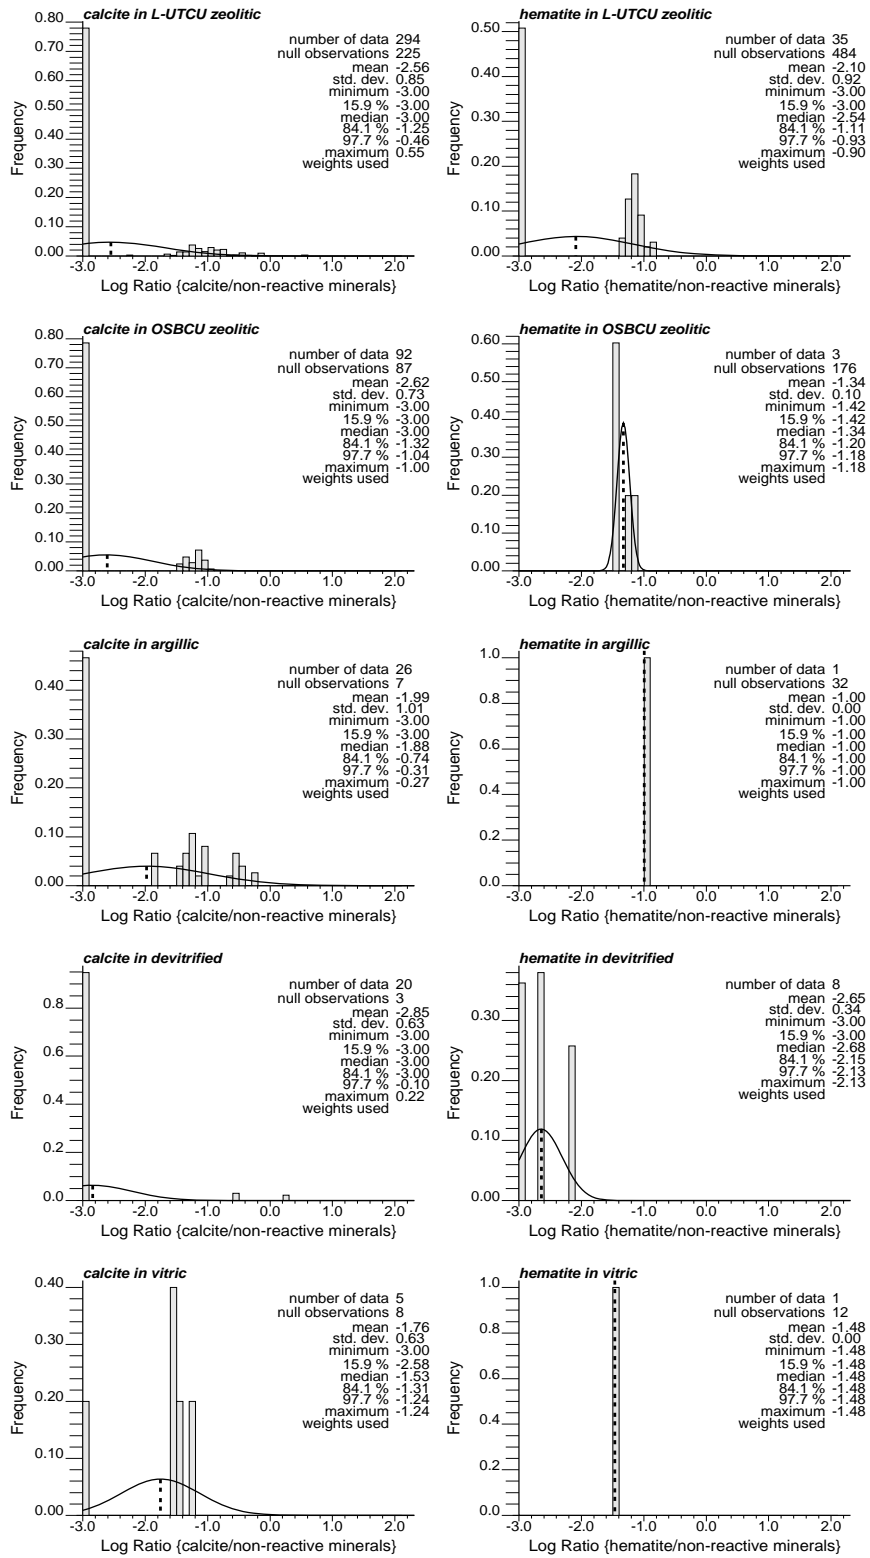 calcite in L-UTCU zeolitic
number of data 294
null observations 225
mean -2.56
std. dev. 0.85
minimum -3.00
15.9 % -3.00
median -3.00
84.1 % -1.25
97.7 % -0.46
maximum 0.55
weights used
Frequency
0.80
0.70
0.60
0.50
0.40
0.30
0.20
0.10
0.00
-3.0 -2.0 -1.0 0.0 1.0 2.0
Log Ratio {calcite/non-reactive minerals}
hematite in L-UTCU zeolitic
number of data 35
null observations 484
mean -2.10
std. dev. 0.92
minimum -3.00
15.9 % -3.00
median -2.54
84.1 % -1.11
97.7 % -0.93
maximum -0.90
weights used
Frequency
0.50
0.40
0.30
0.20
0.10
0.00
-3.0 -2.0 -1.0 0.0 1.0 2.0
Log Ratio {hematite/non-reactive minerals}
calcite in OSBCU zeolitic
number of data 92
null observations 87
mean -2.62
std. dev. 0.73
minimum -3.00
15.9 % -3.00
median -3.00
84.1 % -1.32
97.7 % -1.04
maximum -1.00
weights used
Frequency
0.80
0.70
0.60
0.50
0.40
0.30
0.20
0.10
0.00
-3.0 -2.0 -1.0 0.0 1.0 2.0
Log Ratio {calcite/non-reactive minerals}
hematite in OSBCU zeolitic
number of data 3
null observations 176
mean -1.34
std. dev. 0.10
minimum -1.42
15.9 % -1.42
median -1.34
84.1 % -1.20
97.7 % -1.18
maximum -1.18
weights used
Frequency
0.60
0.50
0.40
0.30
0.20
0.10
0.00
-3.0 -2.0 -1.0 0.0 1.0 2.0
Log Ratio {hematite/non-reactive minerals}
calcite in argillic
number of data 26
null observations 7
mean -1.99
std. dev. 1.01
minimum -3.00
15.9 % -3.00
median -1.88
84.1 % -0.74
97.7 % -0.31
maximum -0.27
weights used
Frequency
0.40
0.30
0.20
0.10
0.00
-3.0 -2.0 -1.0 0.0 1.0 2.0
Log Ratio {calcite/non-reactive minerals}
hematite in argillic
number of data 1
null observations 32
mean -1.00
std. dev. 0.00
minimum -1.00
15.9 % -1.00
median -1.00
84.1 % -1.00
97.7 % -1.00
maximum -1.00
weights used
Frequency
1.0
0.8
0.6
0.4
0.2
0.0
-3.0 -2.0 -1.0 0.0 1.0 2.0
Log Ratio {hematite/non-reactive minerals}
calcite in devitrified
number of data 20
null observations 3
mean -2.85
std. dev. 0.63
minimum -3.00
15.9 % -3.00
median -3.00
84.1 % -3.00
97.7 % -0.10
maximum 0.22
weights used
Frequency
0.8
0.6
0.4
0.2
0.0
-3.0 -2.0 -1.0 0.0 1.0 2.0
Log Ratio {calcite/non-reactive minerals}
hematite in devitrified
number of data 8
mean -2.65
std. dev. 0.34
minimum -3.00
15.9 % -3.00
median -2.68
84.1 % -2.15
97.7 % -2.13
maximum -2.13
weights used
Frequency
0.30
0.20
0.10
0.00
-3.0 -2.0 -1.0 0.0 1.0 2.0
Log Ratio {hematite/non-reactive minerals}
calcite in vitric
number of data 5
null observations 8
mean -1.76
std. dev. 0.63
minimum -3.00
15.9 % -2.58
median -1.53
84.1 % -1.31
97.7 % -1.24
maximum -1.24
weights used
Frequency
0.40
0.30
0.20
0.10
0.00
-3.0 -2.0 -1.0 0.0 1.0 2.0
Log Ratio {calcite/non-reactive minerals}
hematite in vitric
number of data 1
null observations 12
mean -1.48
std. dev. 0.00
minimum -1.48
15.9 % -1.48
median -1.48
84.1 % -1.48
97.7 % -1.48
maximum -1.48
weights used
Frequency
1.0
0.8
0.6
0.4
0.2
0.0
-3.0 -2.0 -1.0 0.0 1.0 2.0
Log Ratio {hematite/non-reactive minerals}